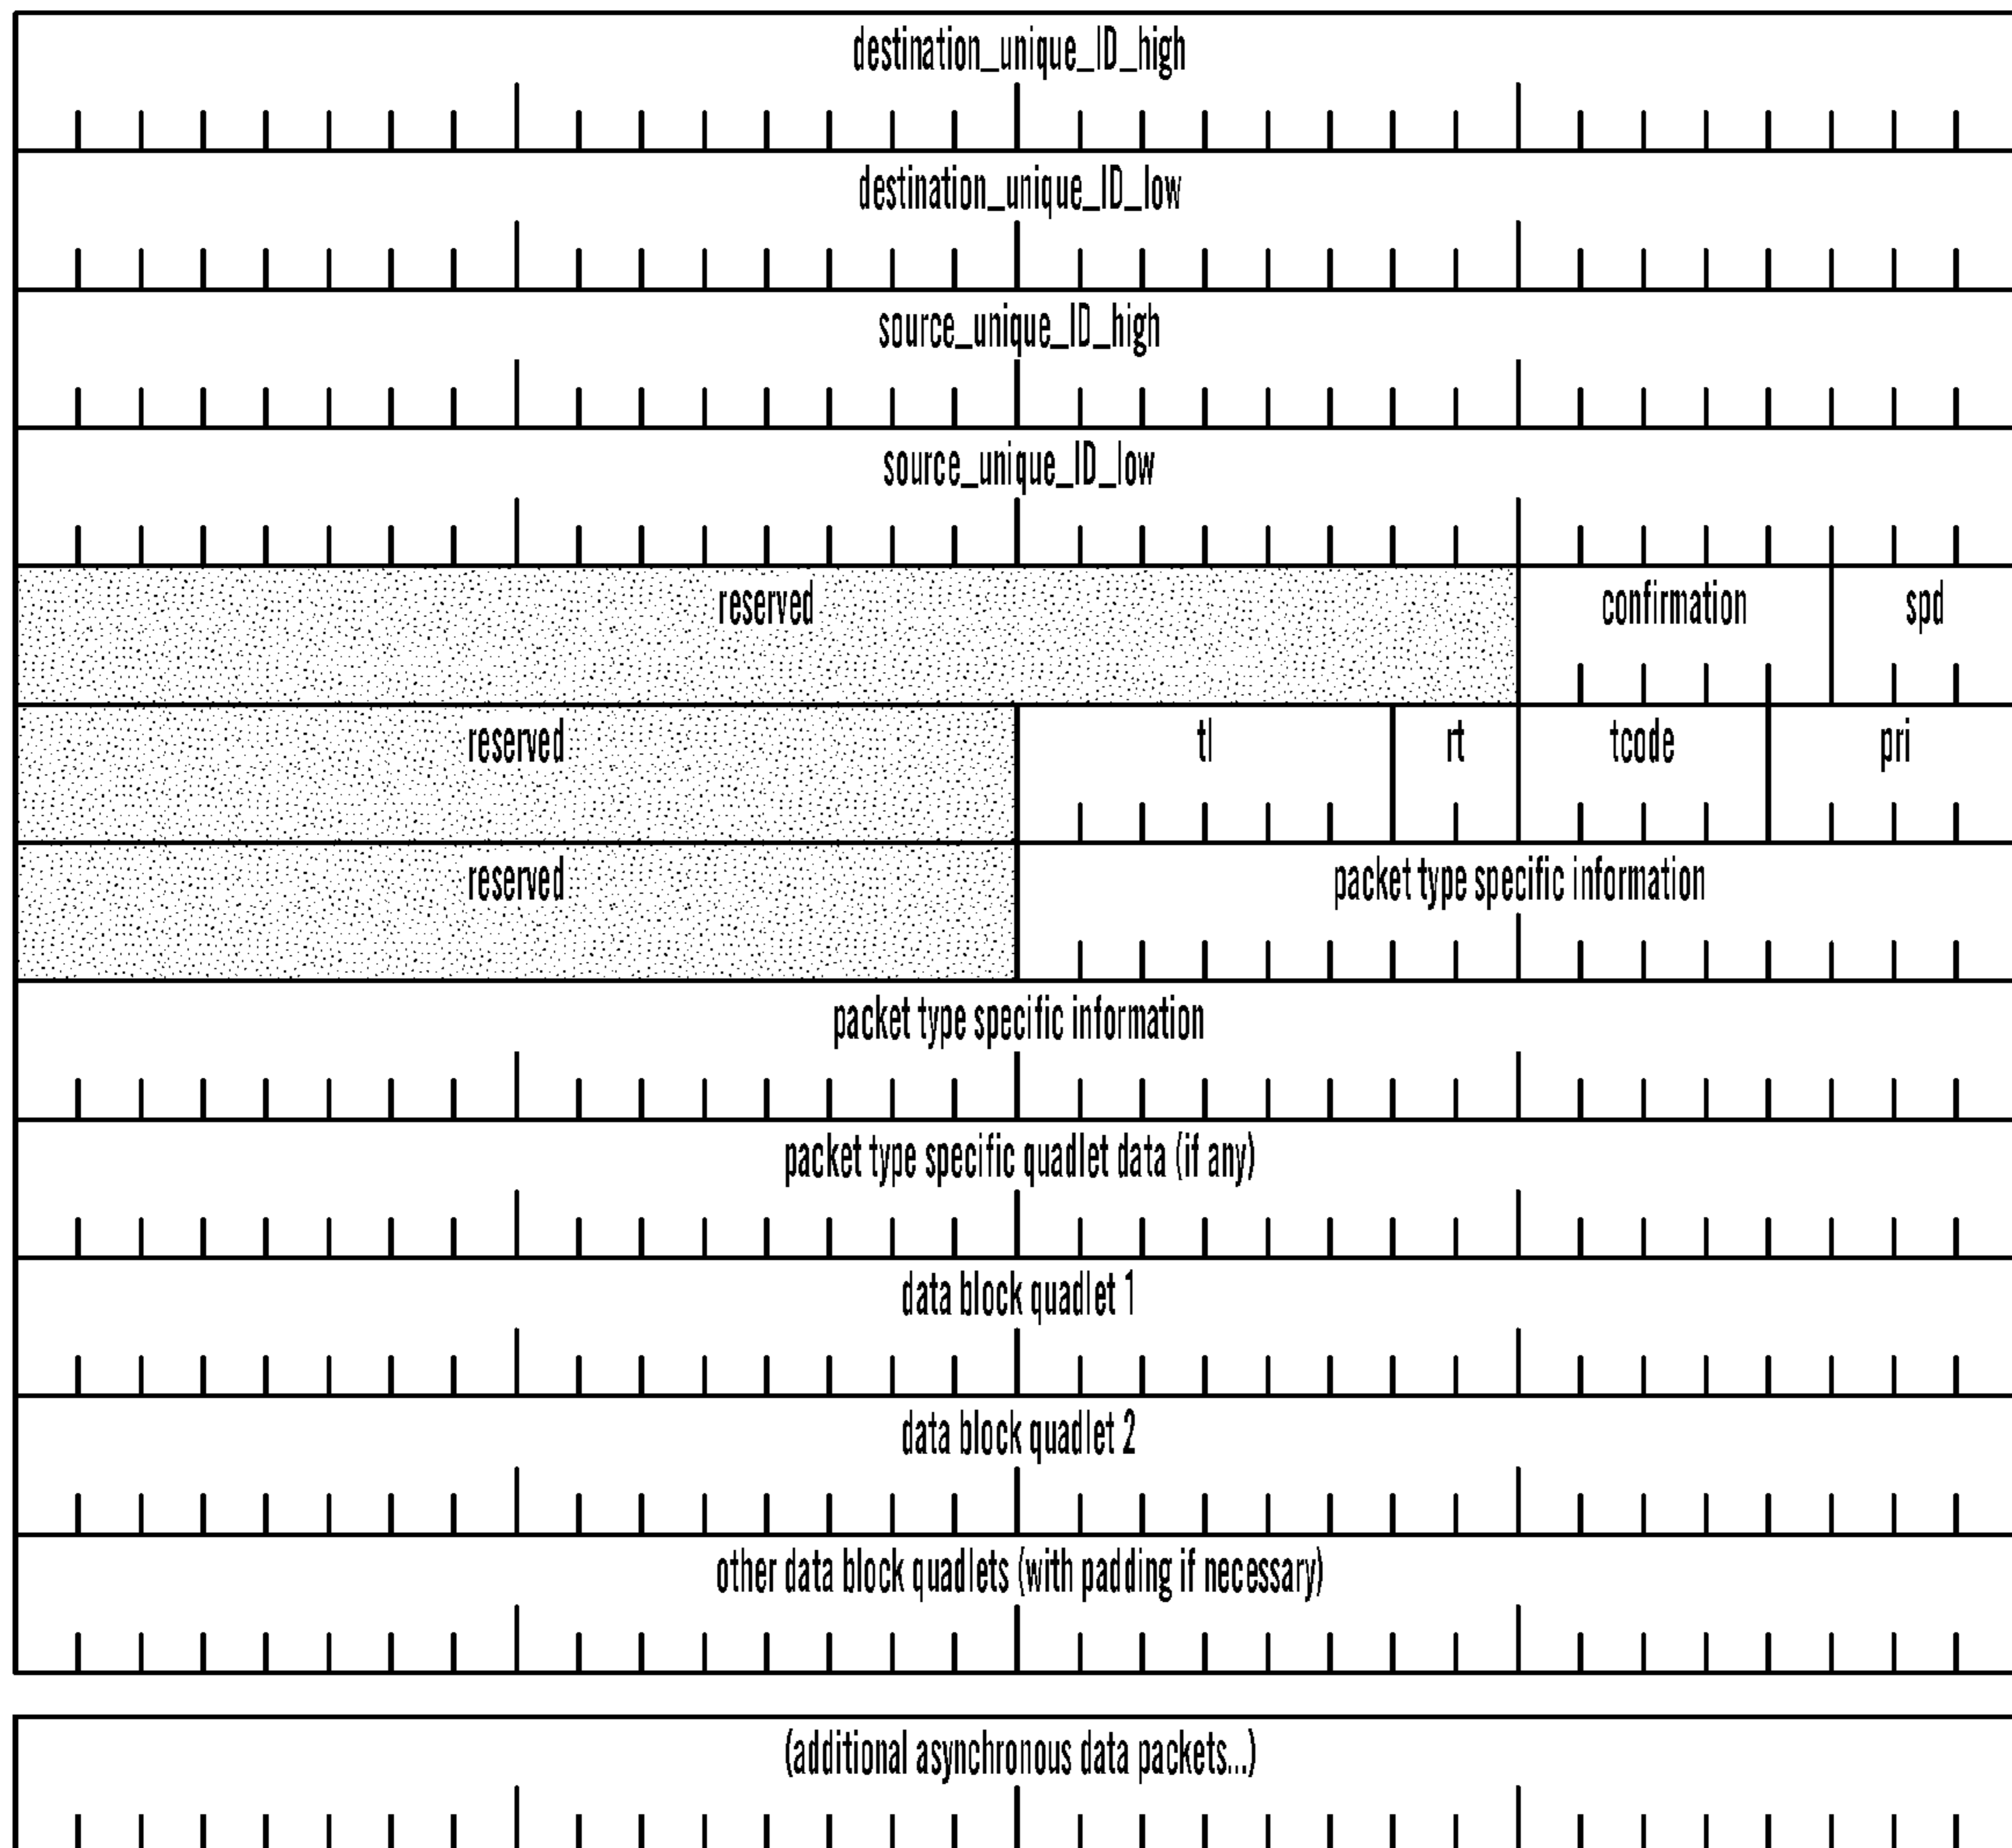 destination_unique_ID_high
destination_unique_ID_low
source_unique_ID_high
source_unique_ID_low
reserved confirmation spd
reserved tl rt tcode pri
reserved packet type specific information
packet type specific information
packet type specific quadlet data (if any)
data block quadlet 1
data block quadlet 2
other data block quadlets (with padding if necessary)
(additional asynchronous data packets...)